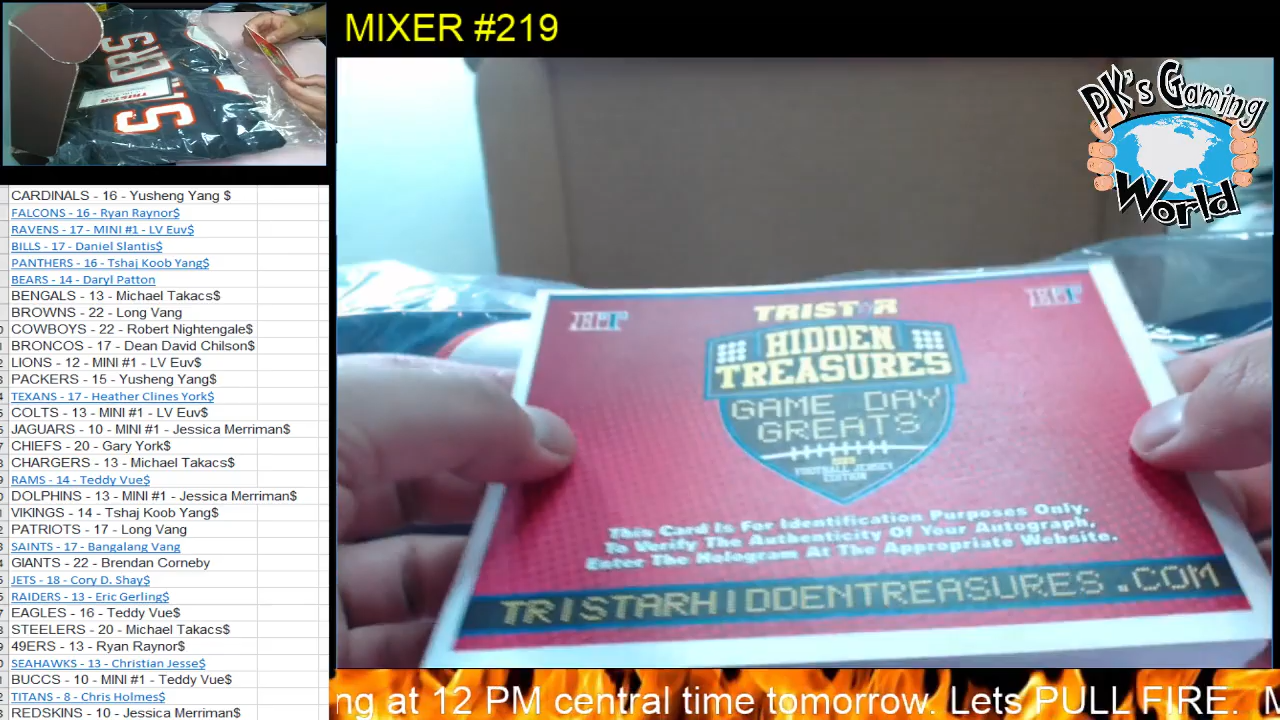 MIXER #219
PK's Gaming
World
TRISTAR
CARDINALS - 16 - Yusheng Yang $
FALCONS - 16 - Ryan Raynor$
RAVENS - 17 - MINI #1 - LV Euv$
BILLS - 17 - Daniel Slantis$
PANTHERS - 16 - Tshaj Koob Yang$
BEARS - 14 - Daryl Patton
BENGALS - 13 - Michael Takacs$
BROWNS - 22 - Long Vang
COWBOYS - 22 - Robert Nightengale$
BRONCOS - 17 - Dean David Chilson$
LIONS - 12 - MINI #1 - LV Euv$
PACKERS - 15 - Yusheng Yang$
TEXANS - 17 - Heather Clines York$
COLTS - 13 - MINI #1 - LV Euv$
JAGUARS - 10 - MINI #1 - Jessica Merriman$
CHIEFS - 20 - Gary York$
CHARGERS - 13 - Michael Takacs$
RAMS - 14 - Teddy Vue$
DOLPHINS - 13 - MINI #1 - Jessica Merriman$
VIKINGS - 14 - Tshaj Koob Yang$
PATRIOTS - 17 - Long Vang
SAINTS - 17 - Bangalang Vang
GIANTS - 22 - Brendan Corneby
JETS - 18 - Cory D. Shay$
RAIDERS - 13 - Eric Gerling$
EAGLES - 16 - Teddy Vue$
STEELERS - 20 - Michael Takacs$
49ERS - 13 - Ryan Raynor$
SEAHAWKS - 13 - Christian Jesse$
BUCCS - 10 - MINI #1 - Teddy Vue$
TITANS - 8 - Chris Holmes$
REDSKINS - 10 - Jessica Merriman$
TRISTAR
HIDDEN
TREASURES
GAME DAY
GREATS
FOOTBALL JERSEY
EDITION
This Card Is For Identification Purposes Only.
To Verify The Authenticity Of Your Autograph,
Enter The Hologram At The Appropriate Website.
TRISTARHIDDENTREASURES.COM
ng at 12 PM central time tomorrow. Lets PULL FIRE. M